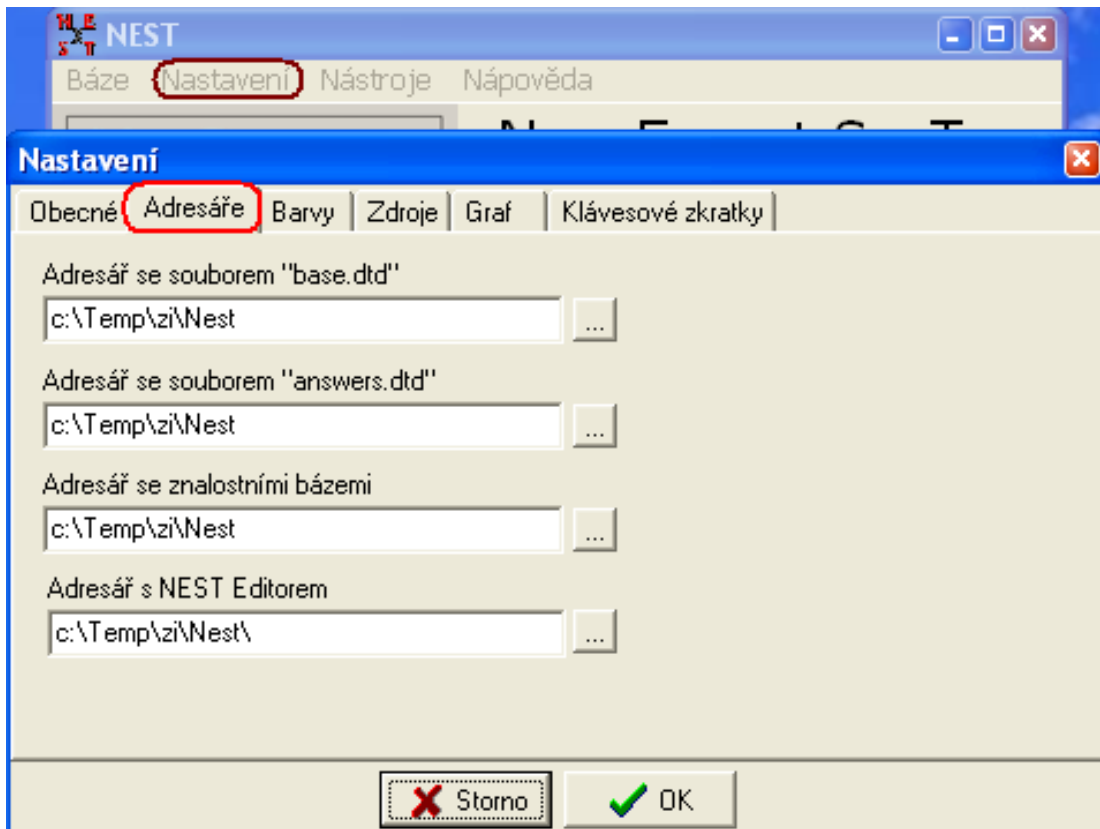 NEST
NEST
Báze Nastavení Nástroje Nápověda
Nastavení
Obecné Adresáře Barvy Zdroje Graf Klávesové zkratky
Adresář se souborem "base.dtd"
c:\Temp\zi\Nest
...
Adresář se souborem "answers.dtd"
c:\Temp\zi\Nest
...
Adresář se znalostními bázemi
c:\Temp\zi\Nest
...
Adresář s NEST Editorem
c:\Temp\zi\Nest\
...
Storno OK